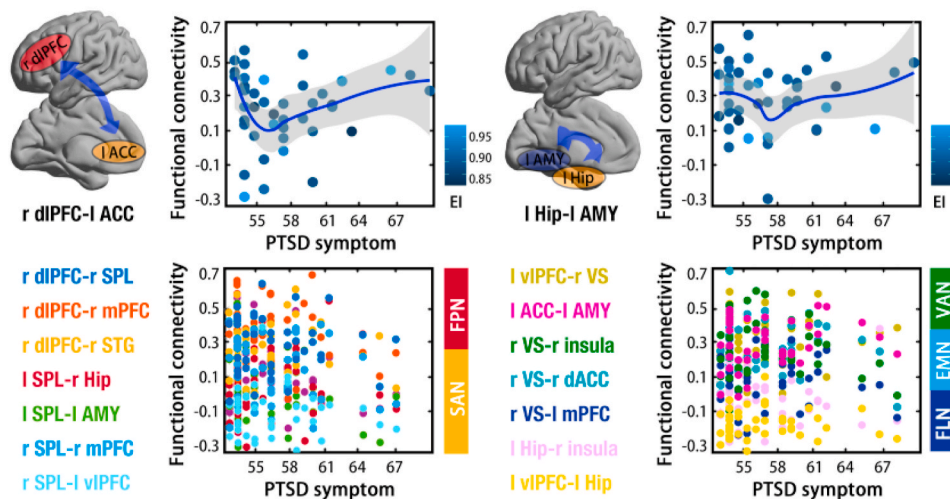 r dlPFC
l ACC
r dlPFC-l ACC
Functional connectivity
0.7
0.5
0.3
0.1
-0.1
-0.3
55
58
61
64
67
PTSD symptom
0.95
0.90
0.85
EI
l AMY
l Hip
l Hip-l AMY
Functional connectivity
0.7
0.5
0.3
0.1
-0.1
-0.3
55
58
61
64
67
PTSD symptom
EI
r dlPFC-r SPL
r dlPFC-r mPFC
r dlPFC-r STG
l SPL-r Hip
l SPL-l AMY
r SPL-r mPFC
r SPL-l vlPFC
Functional connectivity
0.7
0.5
0.3
0.1
-0.1
-0.3
55
58
61
64
67
PTSD symptom
FPN
SAN
l vlPFC-r VS
l ACC-l AMY
r VS-r insula
r VS-r dACC
r VS-l mPFC
l Hip-r insula
l vlPFC-l Hip
Functional connectivity
0.7
0.5
0.3
0.1
-0.1
-0.3
55
58
61
64
67
PTSD symptom
VAN
EMN
FLN